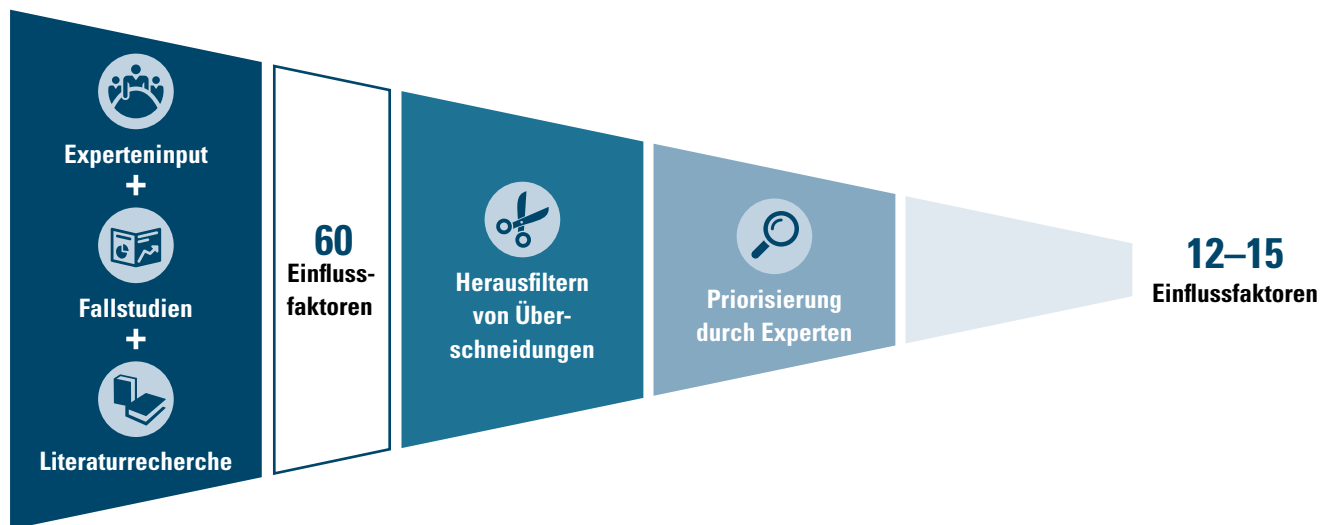 Experteninput
+
Fallstudien
+
Literaturrecherche
60
Einfluss-
faktoren
Herausfiltern
von Über-
schneidungen
Priorisierung
durch Experten
12–15
Einflussfaktoren